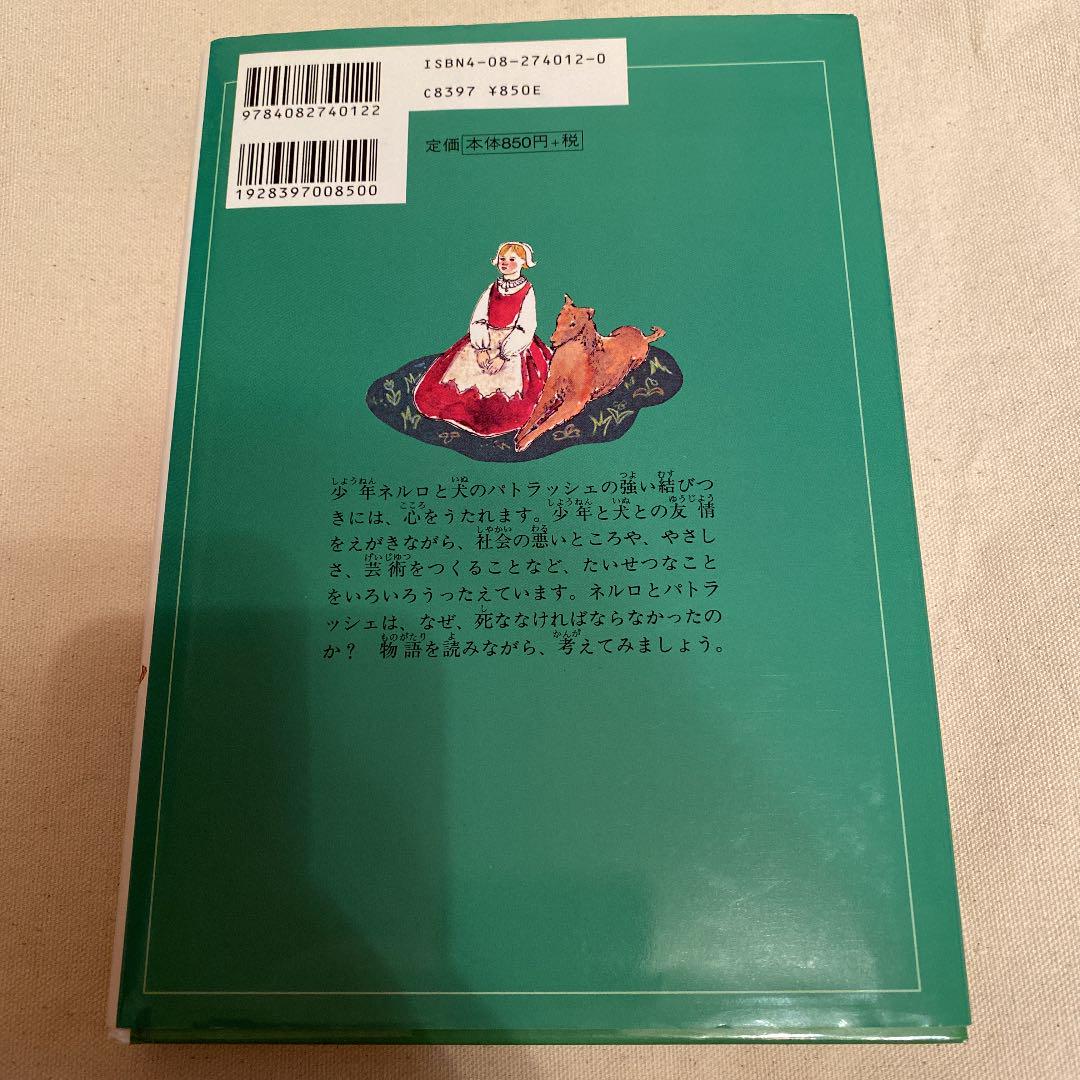 ISBN4-08-274012-0
C8397 ¥850E
9784082740122
定価 本体850円+税
1928397008500
少年ネルロと犬のパトラッシェの強い結びつ
きには、心をうたれます。少年と犬との友情
をえがきながら、社会の悪いところや、やさし
さ、芸術をつくることなど、たいせつなこと
をいろいろうったえています。ネルロとパトラ
ッシェは、なぜ、死ななければならなかったの
か? 物語を読みながら、考えてみましょう。